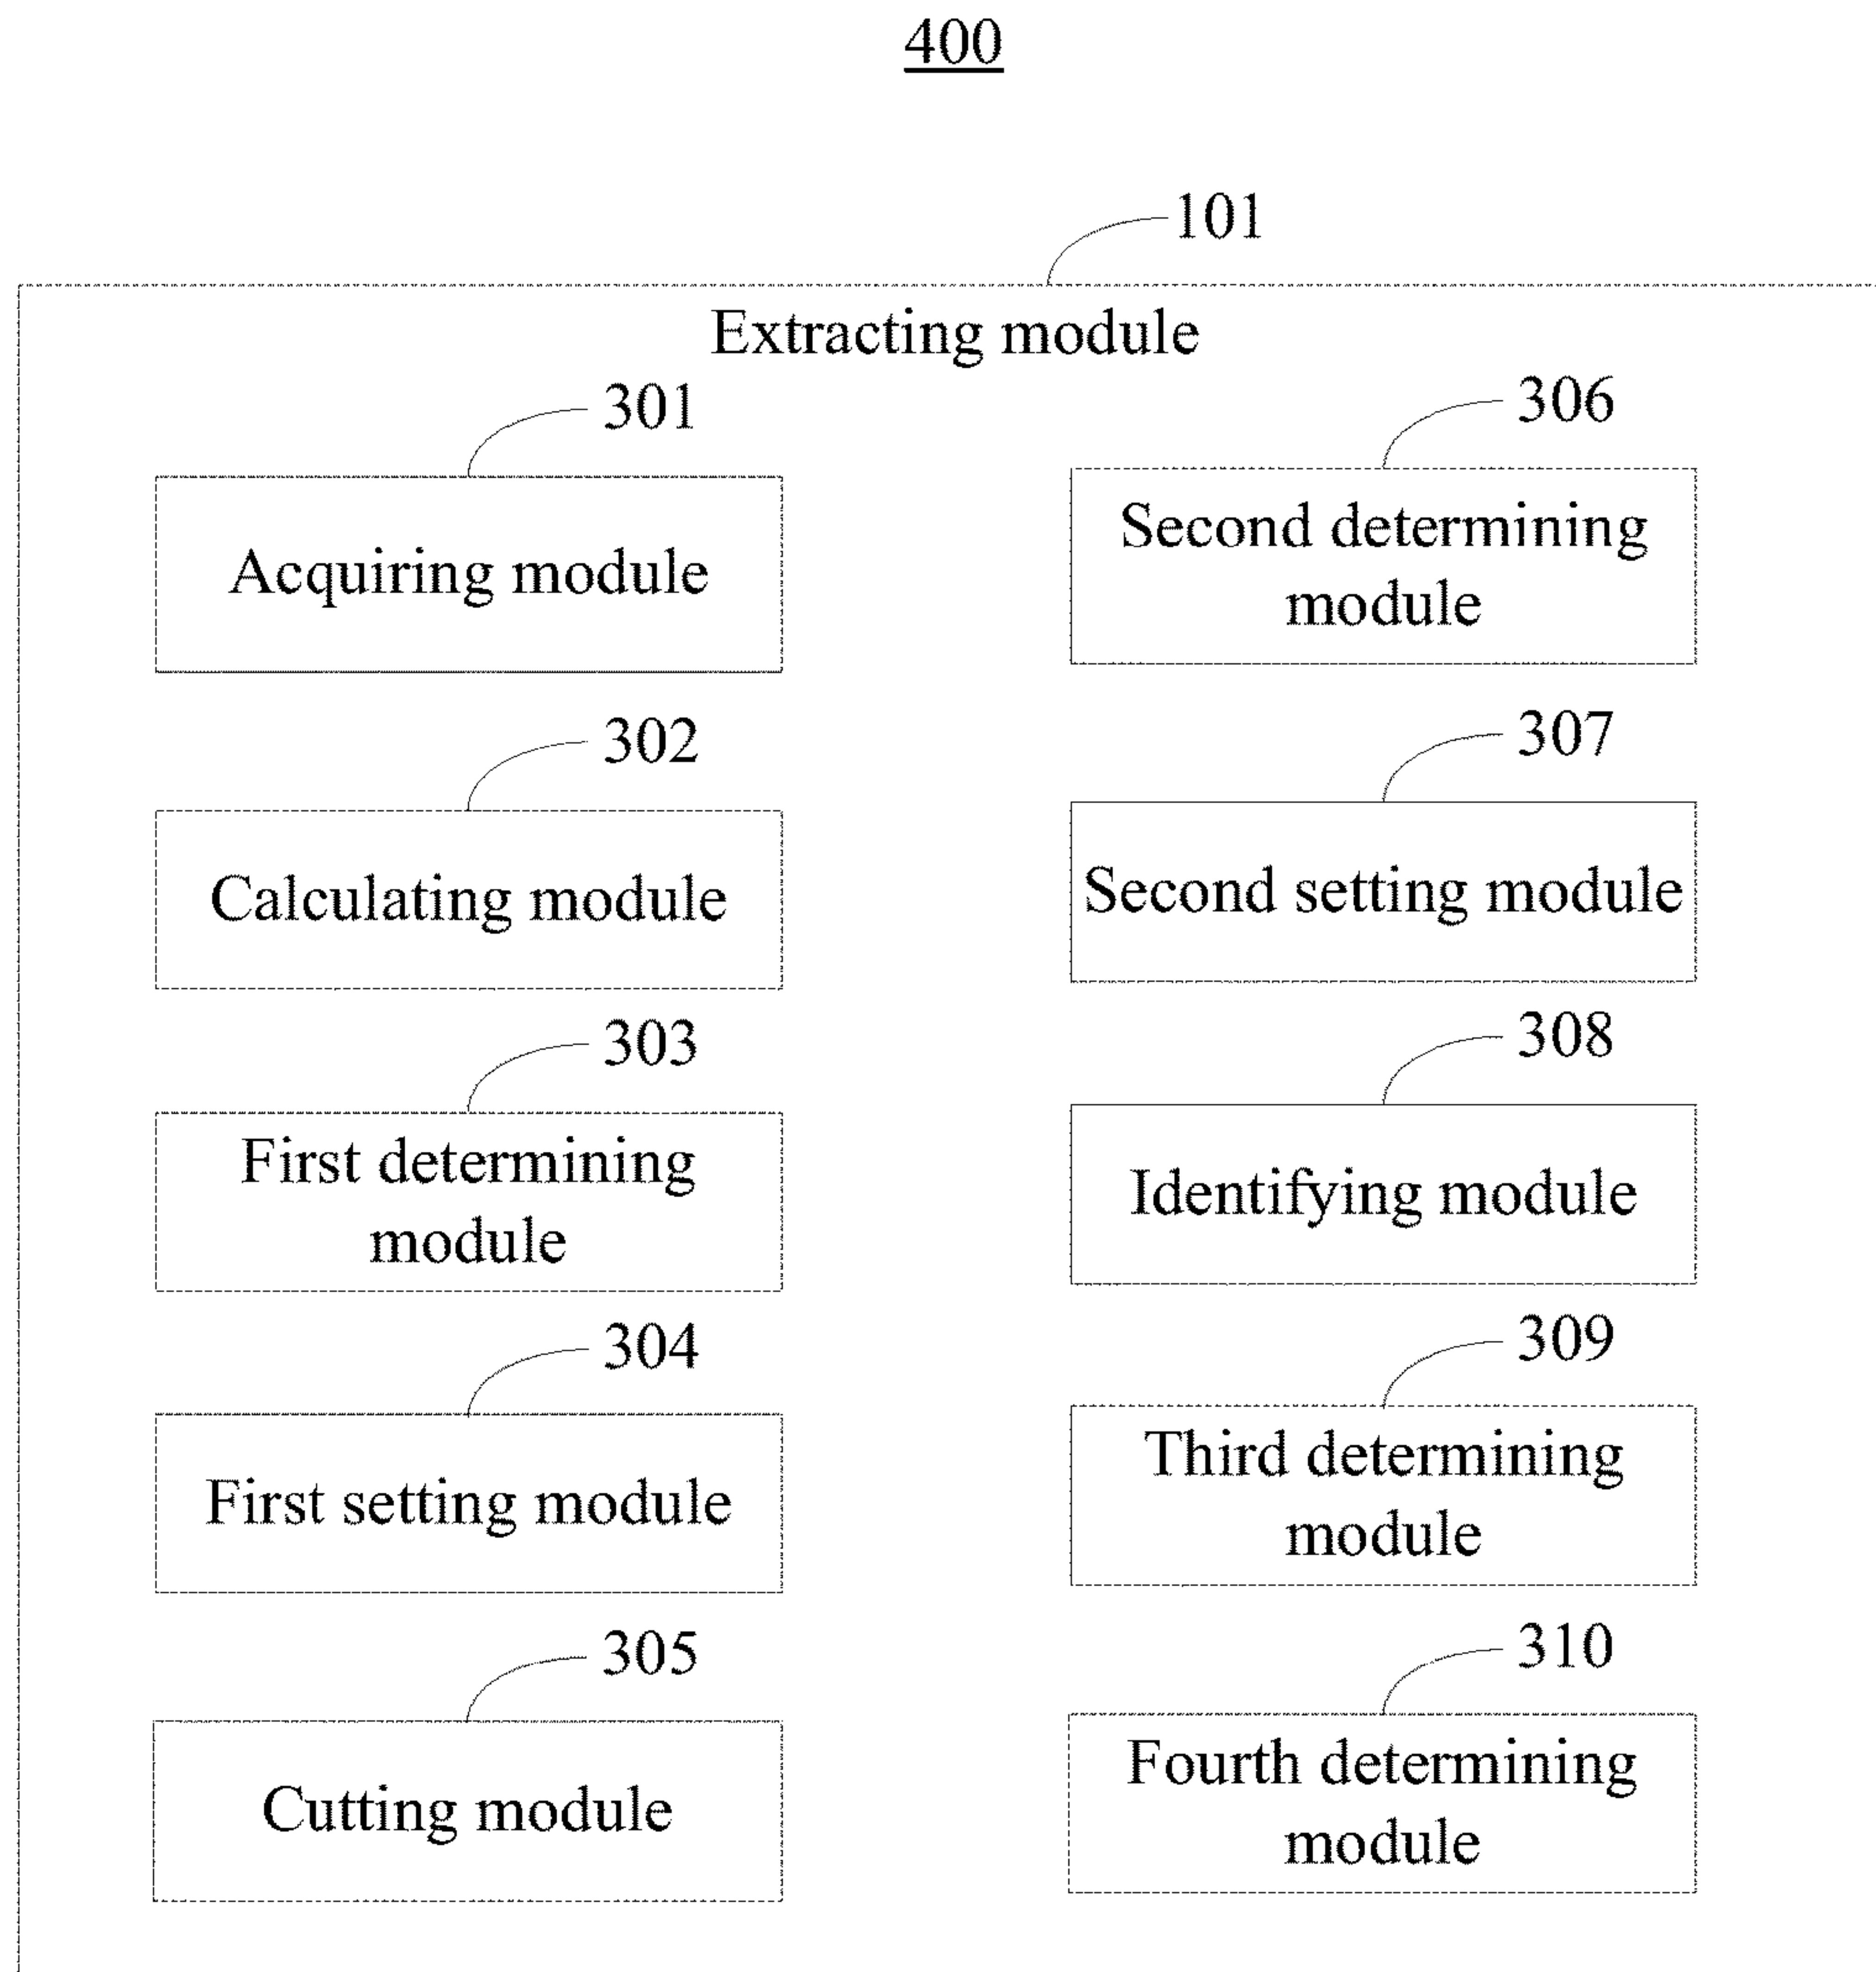 400
101
Extracting module
301
Acquiring module
302
Calculating module
303
First determining
module
304
First setting module
305
Cutting module
306
Second determining
module
307
Second setting module
308
Identifying module
309
Third determining
module
310
Fourth determining
module